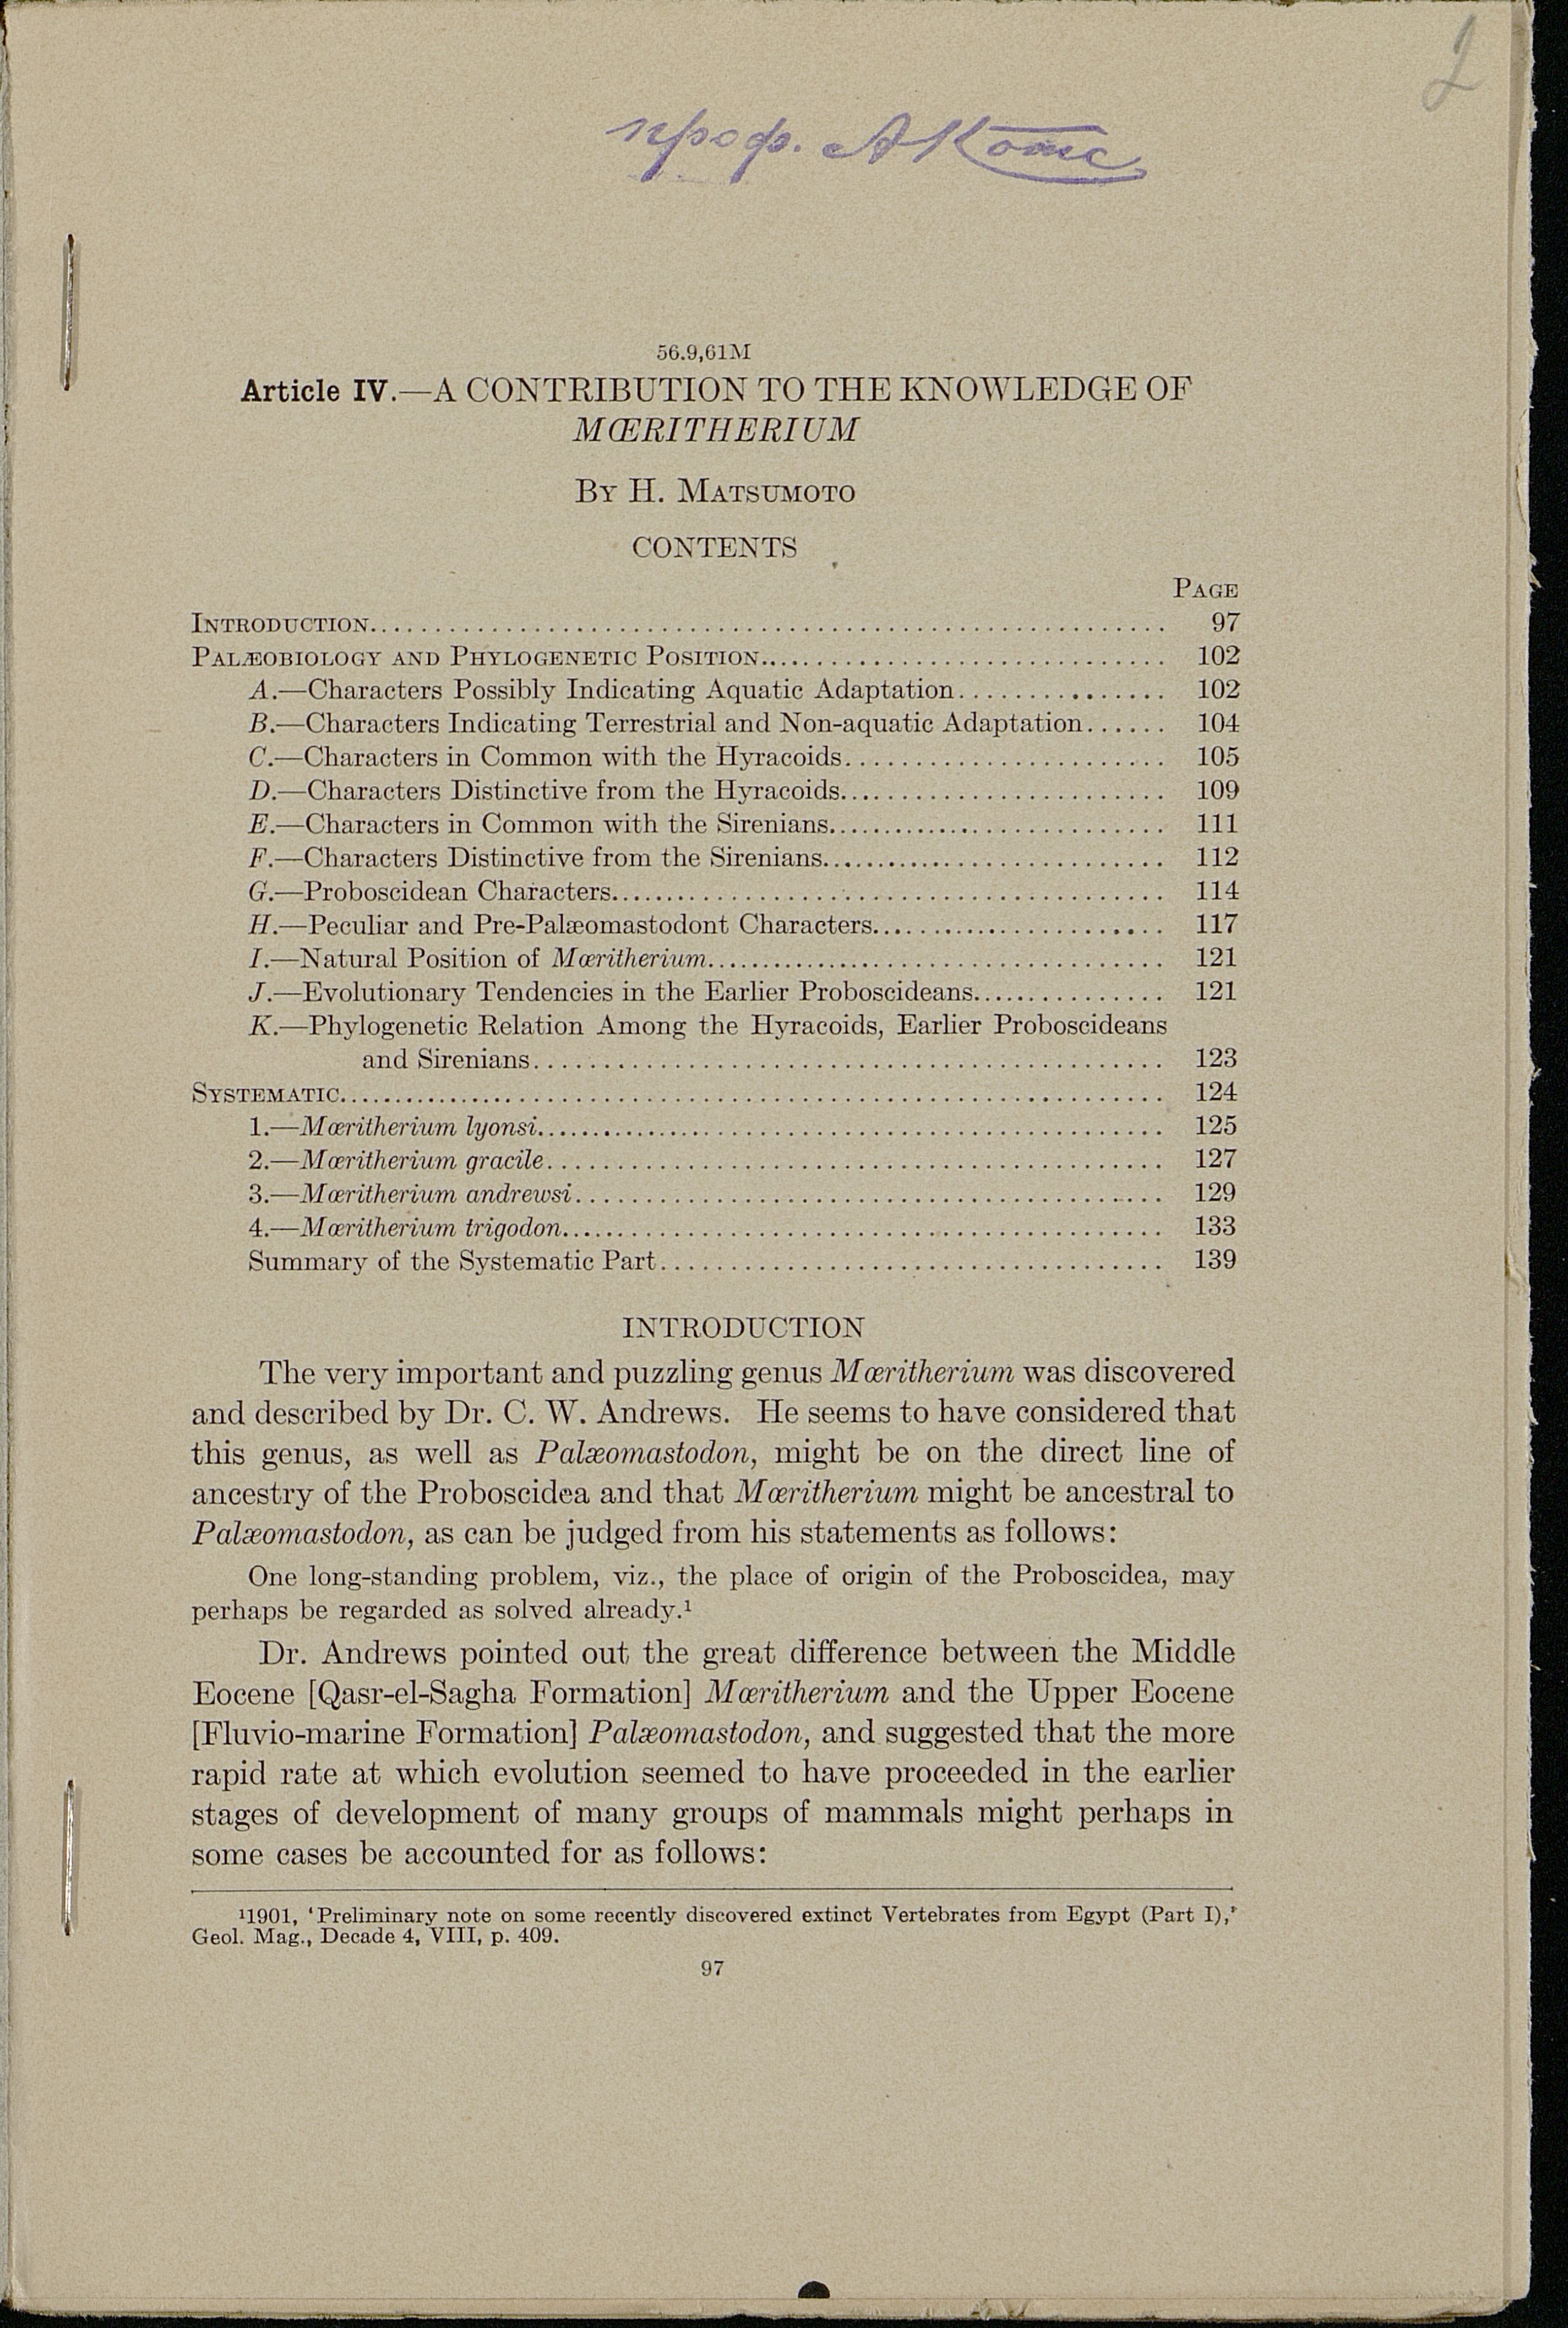 2
проф. А Котс
56.9,61M
Article IV.—A CONTRIBUTION TO THE KNOWLEDGE OF
MŒRITHERIUM
By H. Matsumoto
CONTENTS
Page
Introduction........................................................ 97
Palæobiology and Phylogenetic Position............................. 102
A.—Characters Possibly Indicating Aquatic Adaptation............... 102
B.—Characters Indicating Terrestrial and Non-aquatic Adaptation...... 104
C.—Characters in Common with the Hyracoids....................... 105
D.—Characters Distinctive from the Hyracoids....................... 109
E.—Characters in Common with the Sirenians........................ 111
F.—Characters Distinctive from the Sirenians........................ 112
G.—Proboscidean Characters....................................... 114
H.—Peculiar and Pre-Palæomastodont Characters..................... 117
I.—Natural Position of Mœritherium................................ 121
J.—Evolutionary Tendencies in the Earlier Proboscideans.............. 121
K.—Phylogenetic Relation Among the Hyracoids, Earlier Proboscideans
and Sirenians............................................. 123
Systematic.......................................................... 124
1.—Mœritherium lyonsi............................................ 125
2.—Mœritherium gracile........................................... 127
3.—Mœritherium andrewsi......................................... 129
4.—Mœritherium trigodon.......................................... 133
Summary of the Systematic Part................................... 139
INTRODUCTION
The very important and puzzling genus Mœritherium was discovered
and described by Dr. C. W. Andrews. He seems to have considered that
this genus, as well as Palæomastodon, might be on the direct line of
ancestry of the Proboscidea and that Mœritherium might be ancestral to
Palæomastodon, as can be judged from his statements as follows:
One long-standing problem, viz., the place of origin of the Proboscidea, may
perhaps be regarded as solved already.¹
Dr. Andrews pointed out the great difference between the Middle
Eocene [Qasr-el-Sagha Formation] Mœritherium and the Upper Eocene
[Fluvio-marine Formation] Palæomastodon, and suggested that the more
rapid rate at which evolution seemed to have proceeded in the earlier
stages of development of many groups of mammals might perhaps in
some cases be accounted for as follows:
¹1901, 'Preliminary note on some recently discovered extinct Vertebrates from Egypt (Part I),'
Geol. Mag., Decade 4, VIII, p. 409.
97